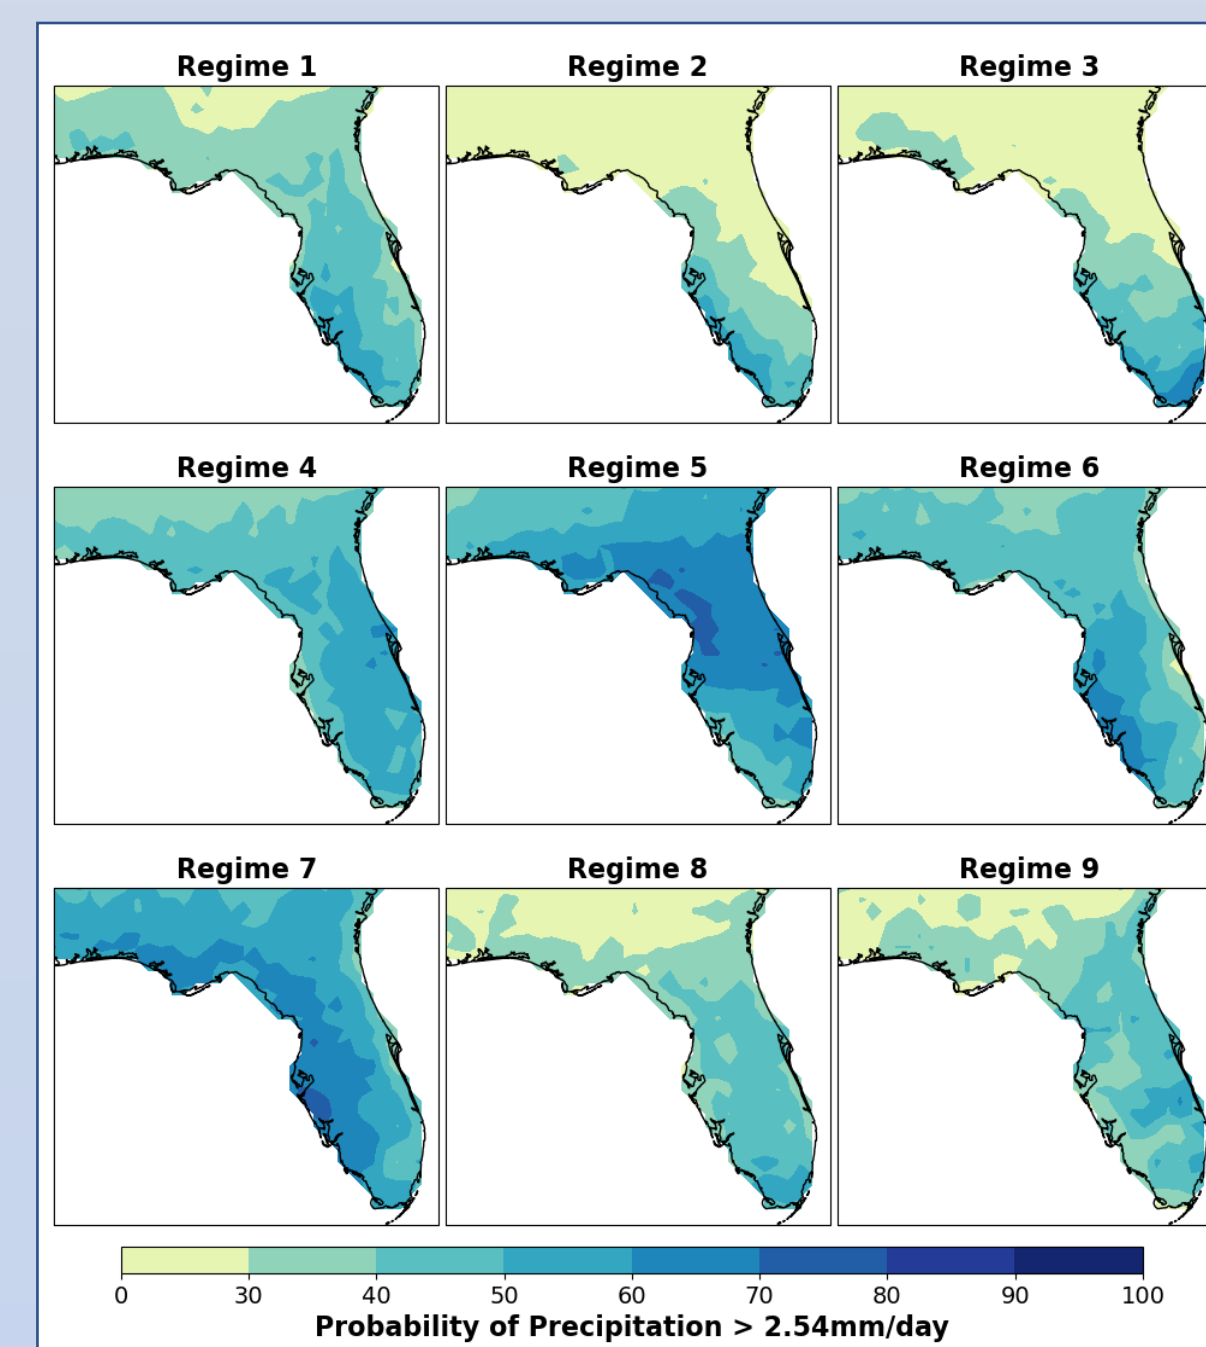 Regime 1
Regime 2
Regime 3
Regime 4
Regime 5
Regime 6
Regime 7
Regime 8
Regime 9
0 30 40 50 60 70 80 90 100
Probability of Precipitation > 2.54mm/day